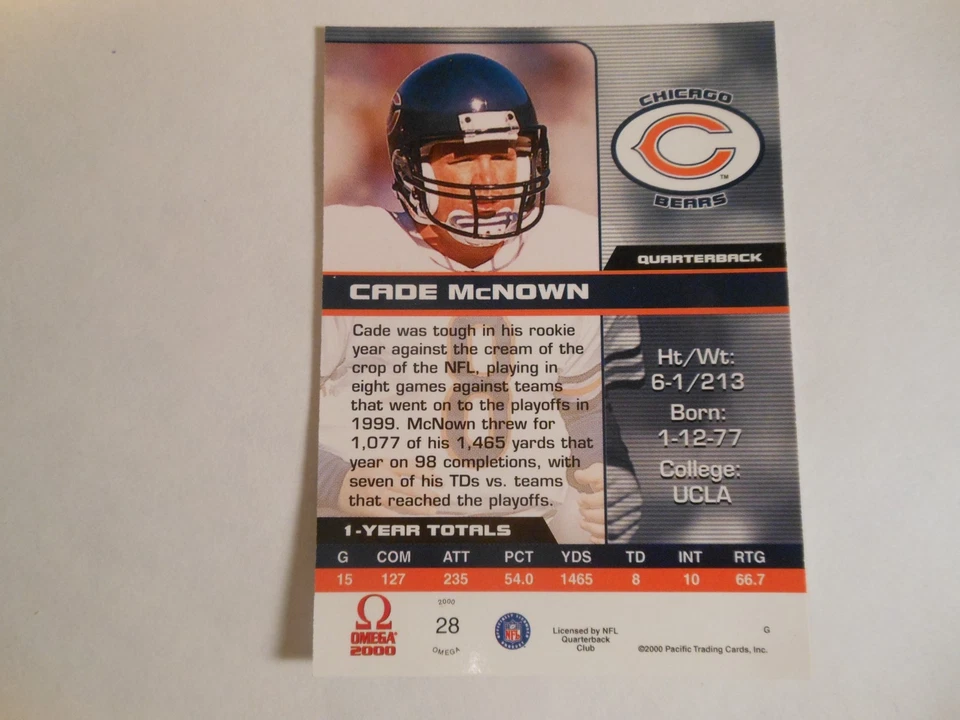 CHICAGO
C
TM
BEARS
QUARTERBACK
CADE McNOWN
Cade was tough in his rookie
year against the cream of the
crop of the NFL, playing in
eight games against teams
that went on to the playoffs in
1999. McNown threw for
1,077 of his 1,465 yards that
year on 98 completions, with
seven of his TDs vs. teams
that reached the playoffs.
Ht/Wt:
6-1/213
Born:
1-12-77
College:
UCLA
1-YEAR TOTALS
G COM ATT PCT YDS TD INT RTG
15 127 235 54.0 1465 8 10 66.7
Ω
OMEGA
2000
2000
28
OMEGA
NFL
Licensed by NFL
Quarterback
Club
G
©2000 Pacific Trading Cards, Inc.